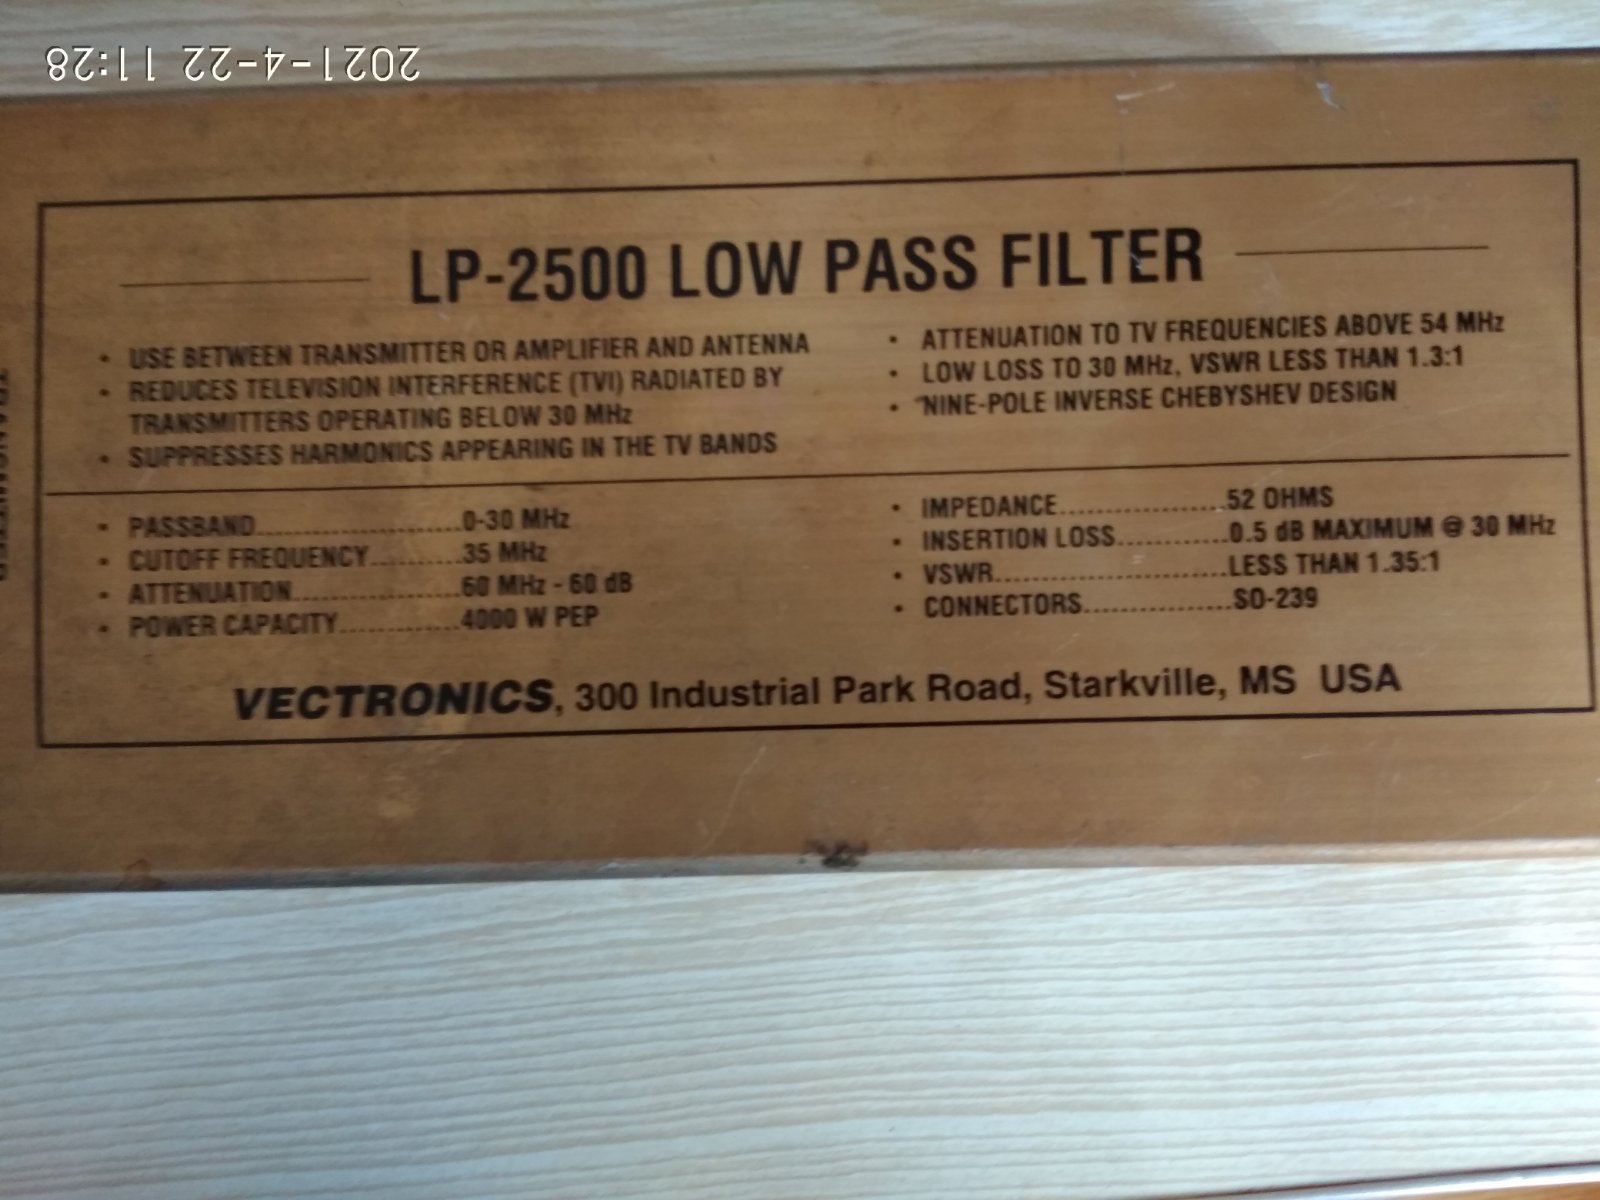 2021-4-22 11:28
LP-2500 LOW PASS FILTER
• USE BETWEEN TRANSMITTER OR AMPLIFIER AND ANTENNA
• REDUCES TELEVISION INTERFERENCE (TVI) RADIATED BY
TRANSMITTERS OPERATING BELOW 30 MHz
• SUPPRESSES HARMONICS APPEARING IN THE TV BANDS
• ATTENUATION TO TV FREQUENCIES ABOVE 54 MHz
• LOW LOSS TO 30 MHz, VSWR LESS THAN 1.3:1
• NINE-POLE INVERSE CHEBYSHEV DESIGN
• PASSBAND......................0-30 MHz
• CUTOFF FREQUENCY..........35 MHz
• ATTENUATION..................60 MHz - 60 dB
• POWER CAPACITY.............4000 W PEP
• IMPEDANCE..................52 OHMS
• INSERTION LOSS............0.5 dB MAXIMUM @ 30 MHz
• VSWR.........................LESS THAN 1.35:1
• CONNECTORS................SO-239
VECTRONICS, 300 Industrial Park Road, Starkville, MS USA